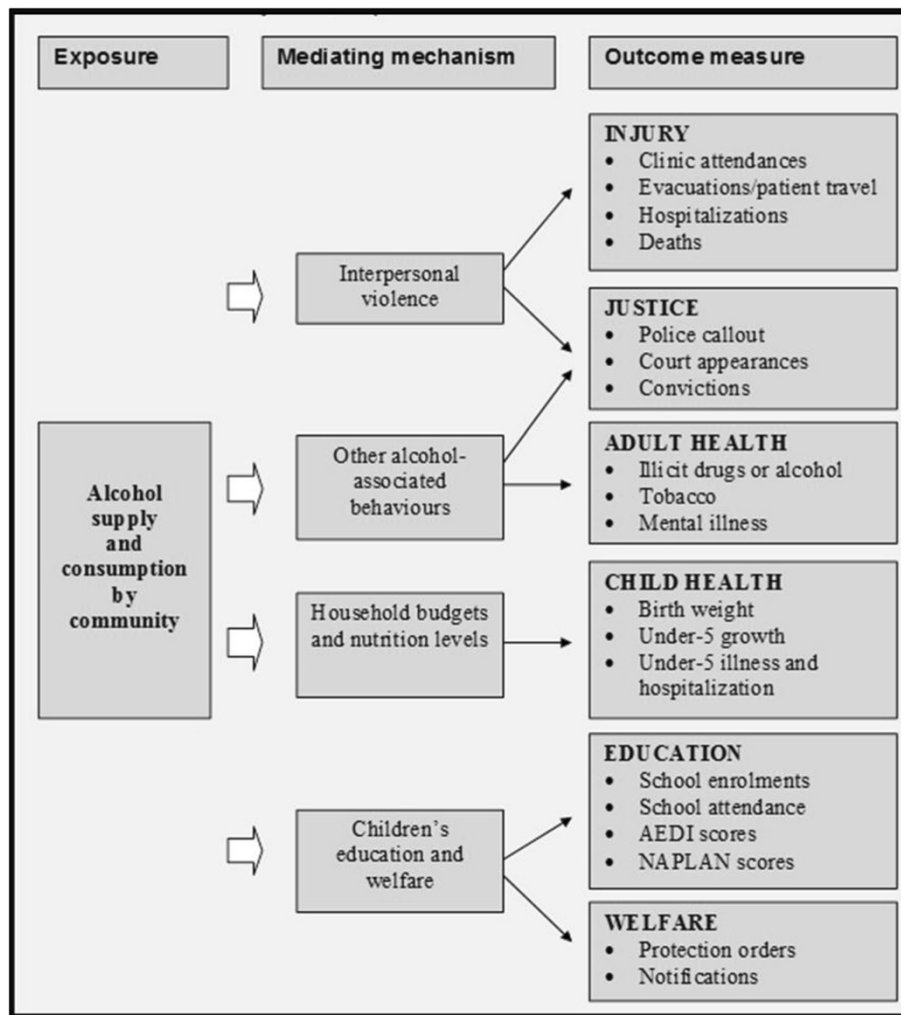 Exposure
Mediating mechanism
Outcome measure
Alcohol
supply
and
consumption
by
community
Interpersonal
violence
Other alcohol-
associated
behaviours
Household budgets
and nutrition levels
Children’s
education and
welfare
INJURY
• Clinic attendances
• Evacuations/patient travel
• Hospitalizations
• Deaths
JUSTICE
• Police callout
• Court appearances
• Convictions
ADULT HEALTH
• Illicit drugs or alcohol
• Tobacco
• Mental illness
CHILD HEALTH
• Birth weight
• Under-5 growth
• Under-5 illness and
hospitalization
EDUCATION
• School enrolments
• School attendance
• AEDI scores
• NAPLAN scores
WELFARE
• Protection orders
• Notifications